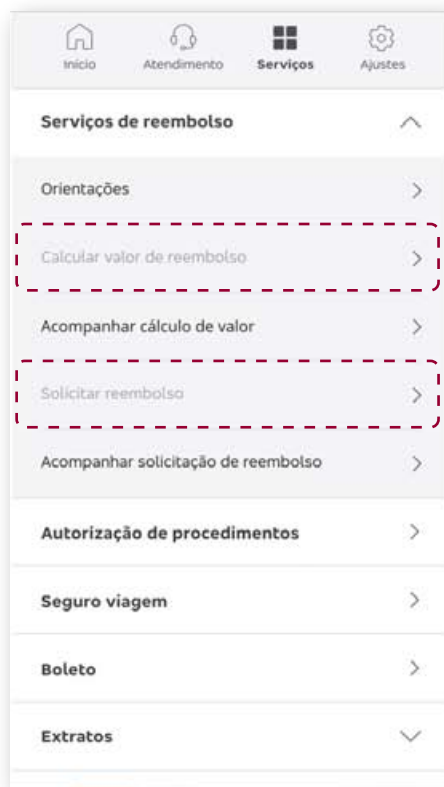 Início Atendimento Serviços Ajustes
Serviços de reembolso
Orientações
Calcular valor de reembolso
Acompanhar cálculo de valor
Solicitar reembolso
Acompanhar solicitação de reembolso
Autorização de procedimentos
Seguro viagem
Boleto
Extratos